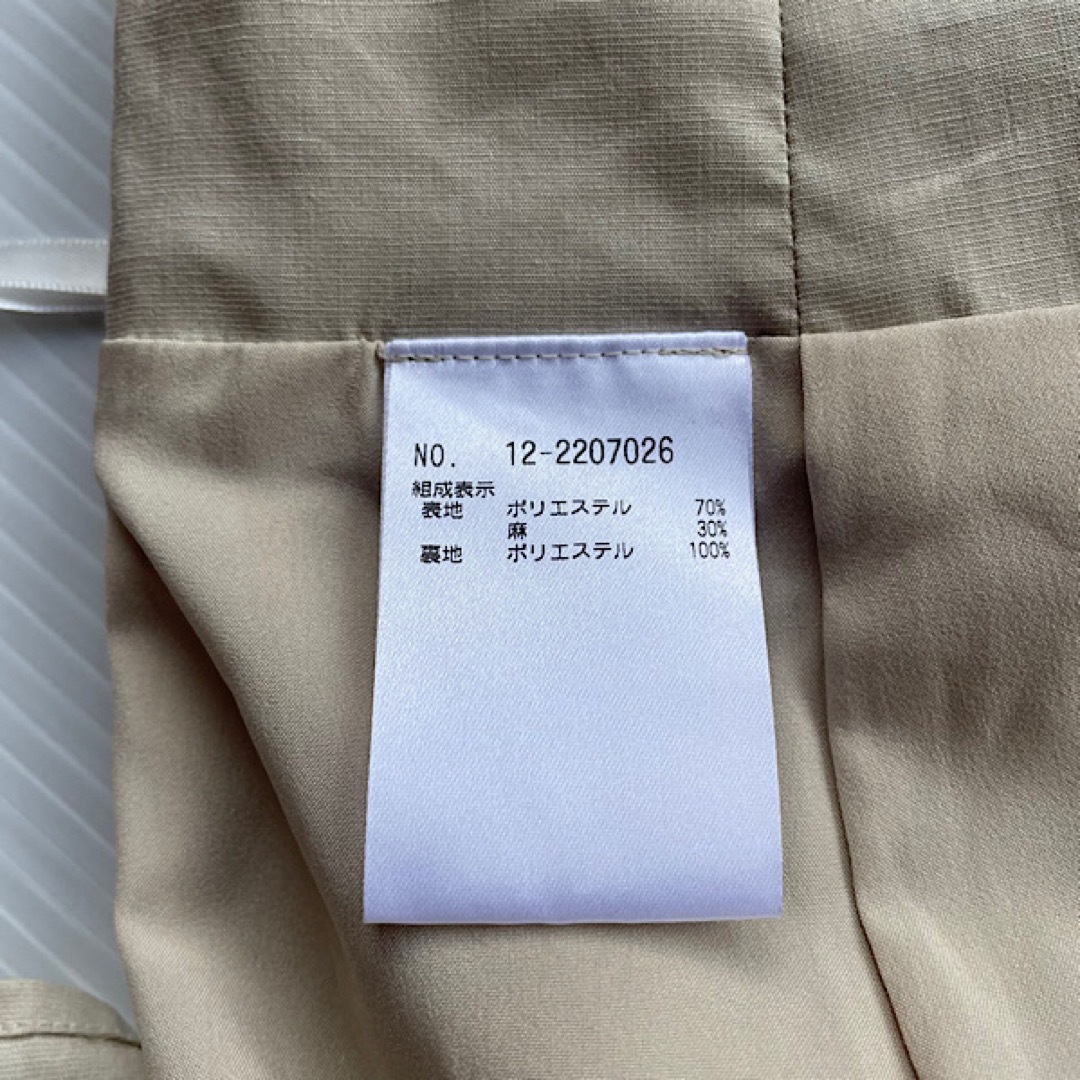 NO. 12-2207026
組成表示
表地 ポリエステル 70%
麻 30%
裏地 ポリエステル 100%